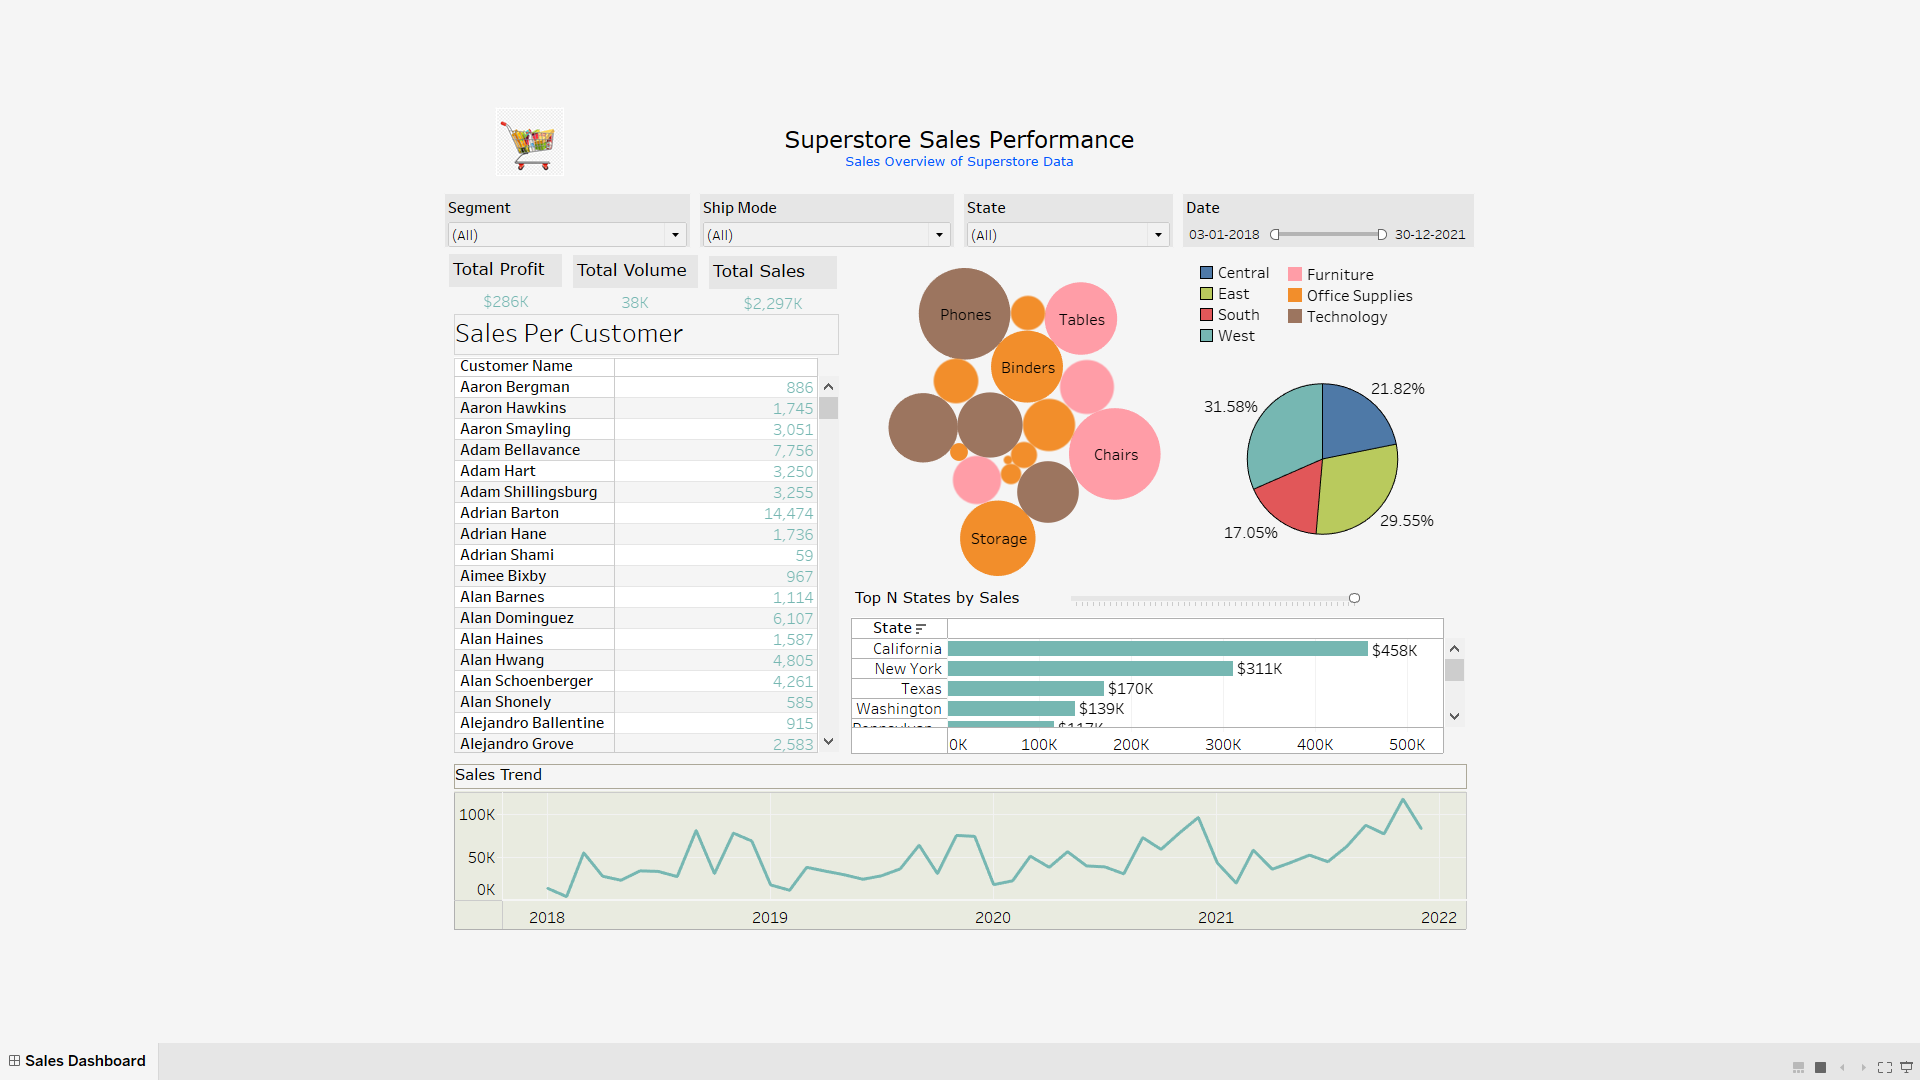 Superstore Sales Performance
Sales Overview of Superstore Data
Segment
(All)
Ship Mode
(All)
State
(All)
Date
03-01-2018
30-12-2021
Total Profit
$286K
Total Volume
38K
Total Sales
$2,297K
Sales Per Customer
Customer Name
Aaron Bergman 886
Aaron Hawkins 1,745
Aaron Smayling 3,051
Adam Bellavance 7,756
Adam Hart 3,250
Adam Shillingsburg 3,255
Adrian Barton 14,474
Adrian Hane 1,736
Adrian Shami 59
Aimee Bixby 967
Alan Barnes 1,114
Alan Dominguez 6,107
Alan Haines 1,587
Alan Hwang 4,805
Alan Schoenberger 4,261
Alan Shonely 585
Alejandro Ballentine 915
Alejandro Grove 2,583
Phones
Tables
Binders
Chairs
Storage
Central
East
South
West
Furniture
Office Supplies
Technology
21.82%
31.58%
29.55%
17.05%
Top N States by Sales
State
California $458K
New York $311K
Texas $170K
Washington $139K
$117K
0K 100K 200K 300K 400K 500K
Sales Trend
100K
50K
0K
2018 2019 2020 2021 2022
Sales Dashboard